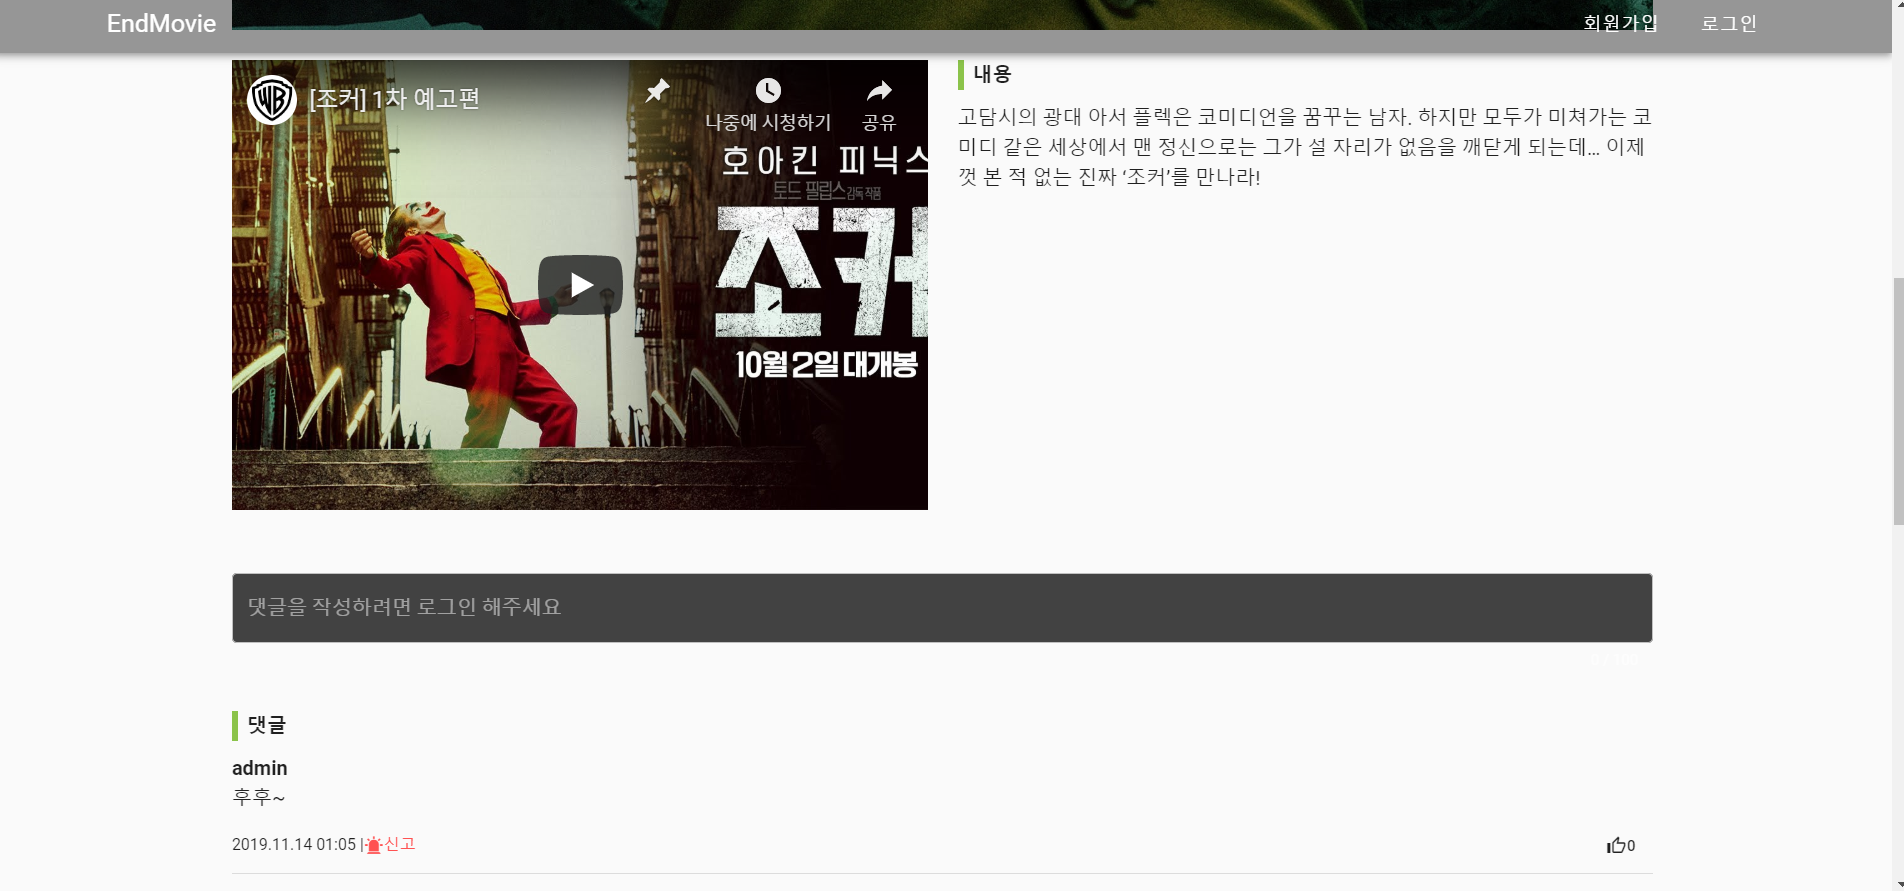 EndMovie
회원가입
로그인
[조커] 1차 예고편
나중에 시청하기
공유
호아킨 피닉스
토드 필립스 감독 작품
조커
10월 2일 대개봉
내용
고담시의 광대 아서 플렉은 코미디언을 꿈꾸는 남자. 하지만 모두가 미쳐가는 코
미디 같은 세상에서 맨 정신으로는 그가 설 자리가 없음을 깨닫게 되는데… 이제
껏 본 적 없는 진짜 ‘조커’를 만나라!
댓글을 작성하려면 로그인 해주세요
댓글
admin
후후~
2019.11.14 01:05 | 신고
0